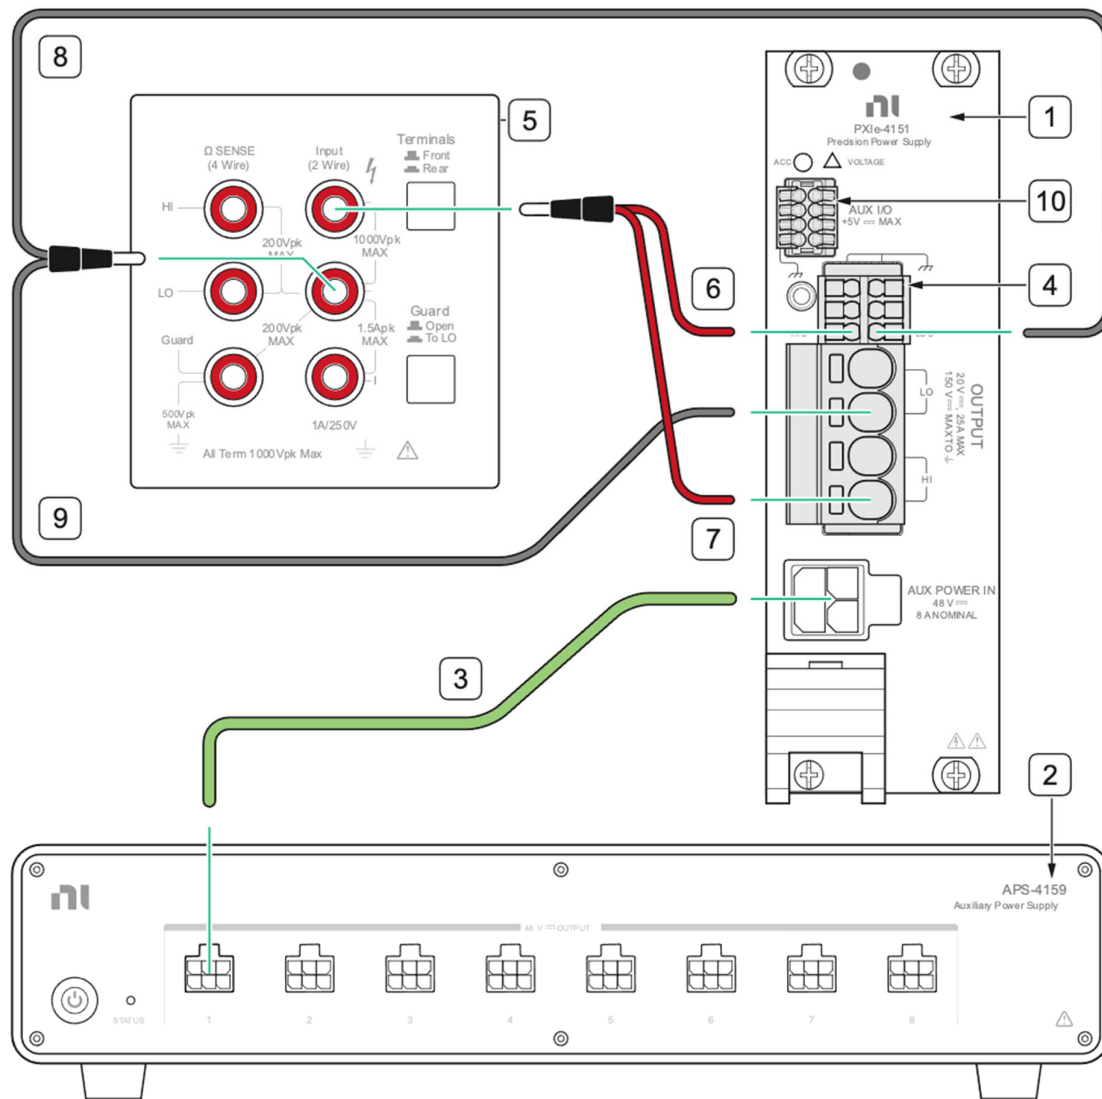 8
5
Terminals
Front
Rear
Ω SENSE
(4 Wire)
Input
(2 Wire)
HI
200Vpk
MAX
1000Vpk
MAX
LO
200Vpk
MAX
1.5Apk
MAX
Guard
Open
To LO
Guard
I
500Vpk
MAX
1A/250V
All Term 1000Vpk Max
9
6
7
3
nı
PXIe-4151
Precision Power Supply
1
ACC
VOLTAGE
10
AUX I/O
+5V ⎓ MAX
4
LO
HI
OUTPUT
20 V ⎓, 25A MAX
150 V ⎓ MAX TO ⏚
AUX POWER IN
48 V ⎓
8 A NOMINAL
2
nı
APS-4159
Auxiliary Power Supply
48 V ⎓ OUTPUT
STATUS
1 2 3 4 5 6 7 8